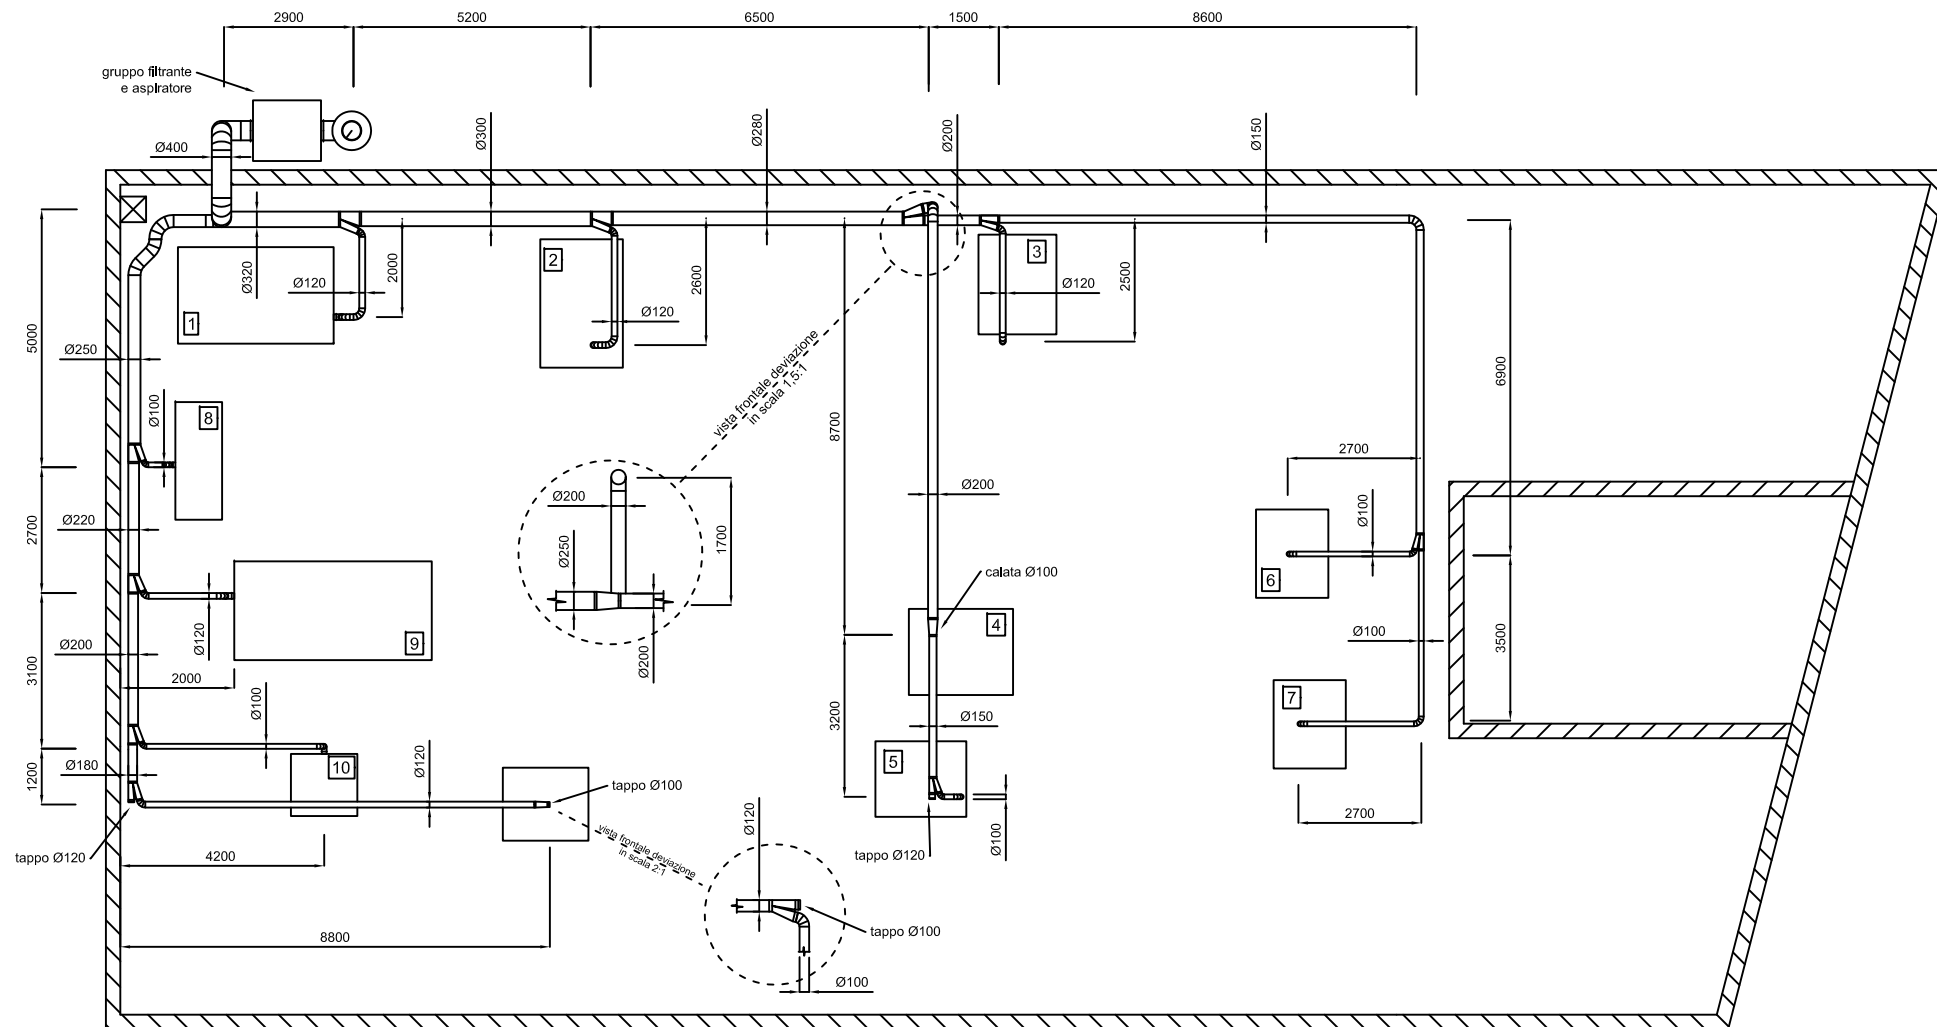 2900
5200
6500
1500
8600
gruppo filtrante
e aspiratore
Ø400
Ø300
Ø280
Ø200
Ø150
Ø320
Ø120
2000
1
2
Ø120
2600
3
Ø120
2500
5000
Ø250
vista frontale deviazione
in scala 1,5:1
8700
6900
Ø100
8
2700
Ø220
Ø200
Ø250
1700
Ø200
Ø200
calata Ø100
4
2700
Ø100
6
3100
Ø200
Ø120
9
2000
Ø100
3200
Ø150
Ø100
3500
7
1200
Ø180
10
Ø120
tappo Ø100
5
Ø100
2700
tappo Ø120
tappo Ø120
4200
vista frontale deviazione
in scala 2:1
Ø120
tappo Ø100
8800
Ø100